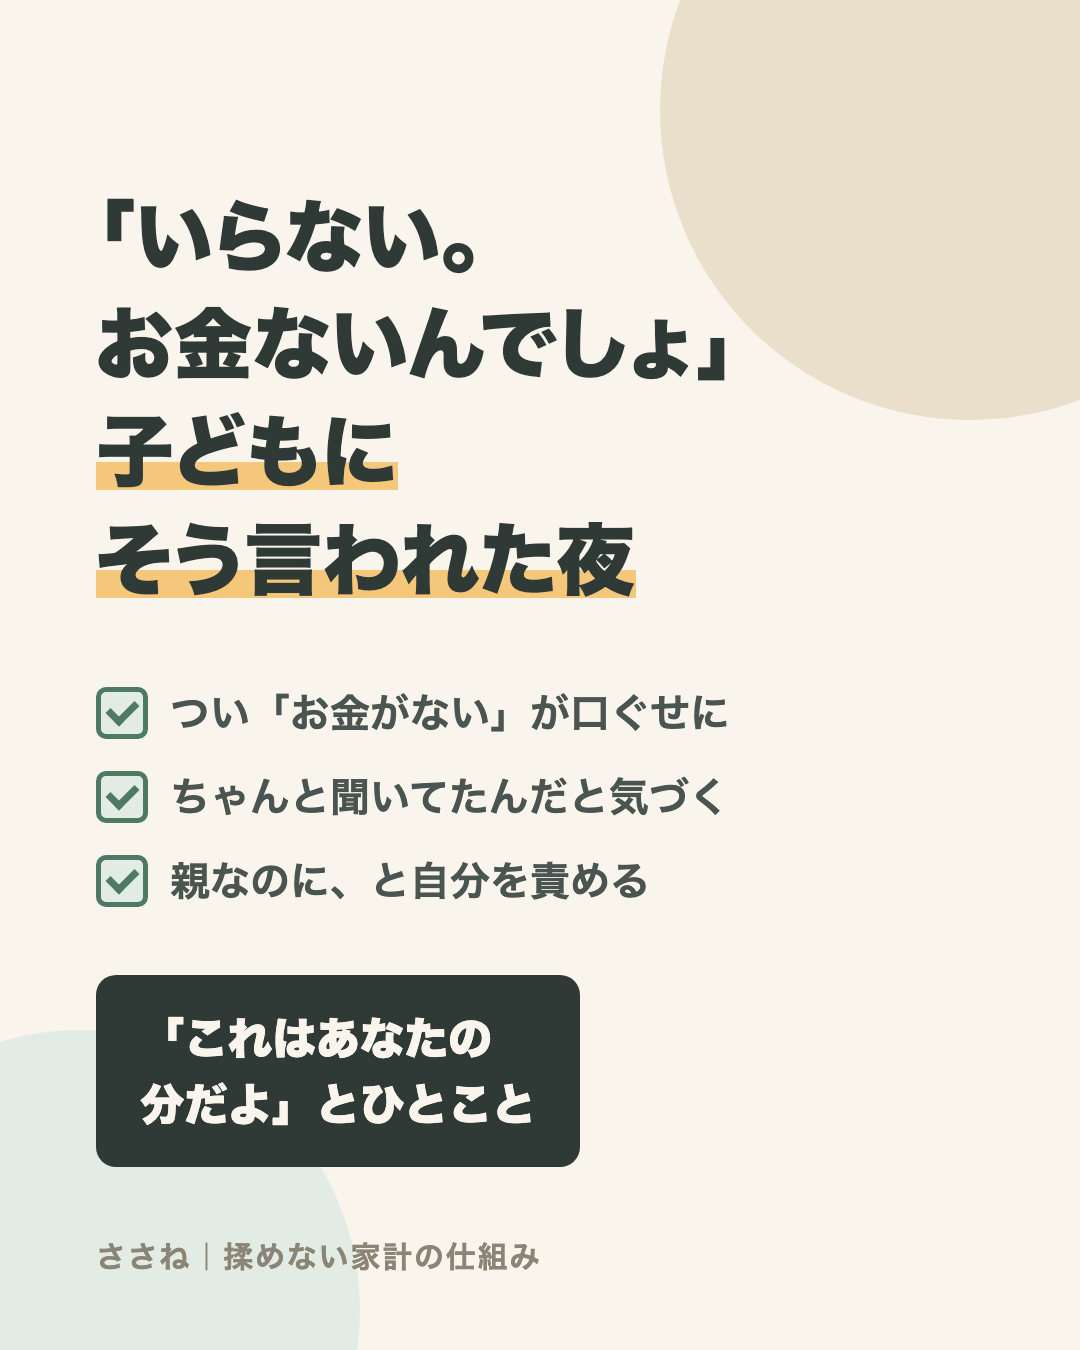 「いらない。
お金ないんでしょ」
子どもに
そう言われた夜
つい「お金がない」が口ぐせに
ちゃんと聞いてたんだと気づく
親なのに、と自分を責める
「これはあなたの
分だよ」とひとこと
ささね｜揉めない家計の仕組み